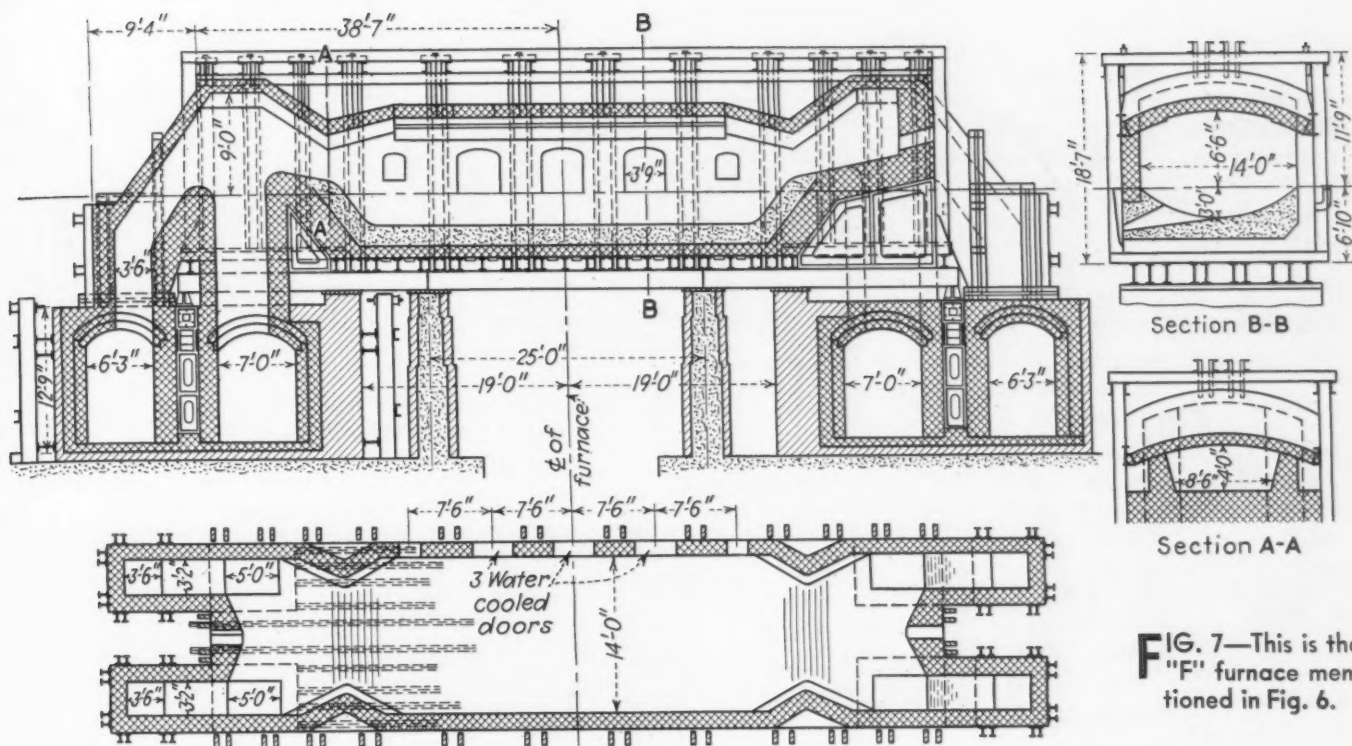 9'-4"
38'-7"
A
B
9'-0"
3'9"
A
3'6"
B
6'-3"
7'-0"
12'-9"
25'-0"
19'-0"
19'-0"
7'-0"
6'-3"
℄ of
furnace
18'-7"
6'-6"
14'-0"
3'-0"
11'-9"
6'-10"
Section B-B
8'-6"
4'-0"
Section A-A
7'-6"
7'-6"
7'-6"
7'-6"
3'-6"
3'-2"
5'-0"
3 Water
cooled
doors
14'-0"
3'-6"
3'-2"
5'-0"
FIG. 7—This is the
"F" furnace men-
tioned in Fig. 6.